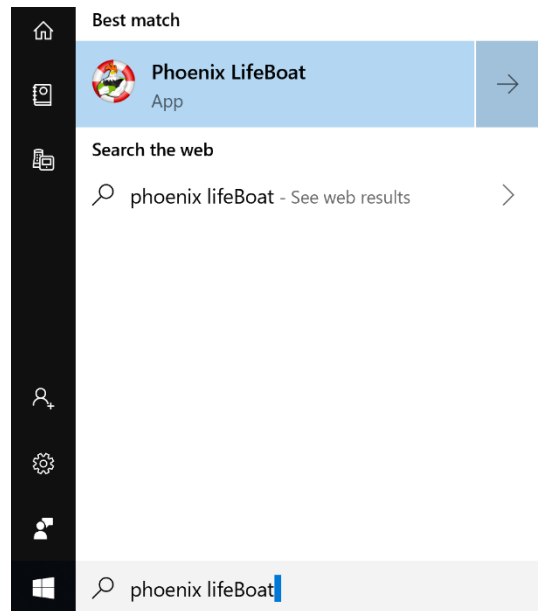 Best match
Phoenix LifeBoat
App
Search the web
phoenix lifeBoat - See web results
phoenix lifeBoat